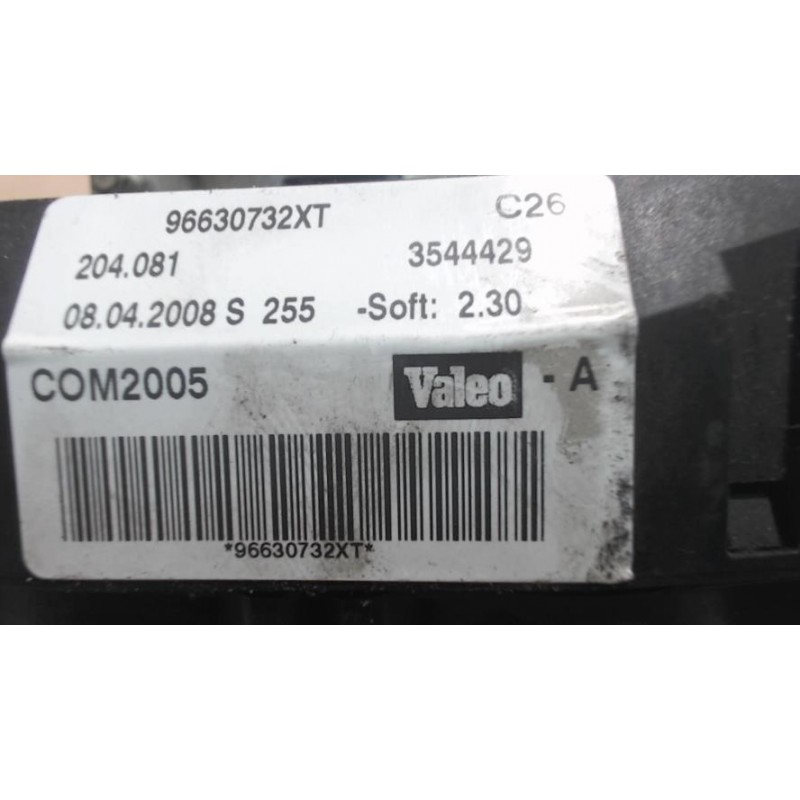 96630732XT C26
204.081 3544429
08.04.2008 S 255 -Soft: 2.30
COM2005 Valeo - A
*96630732XT*